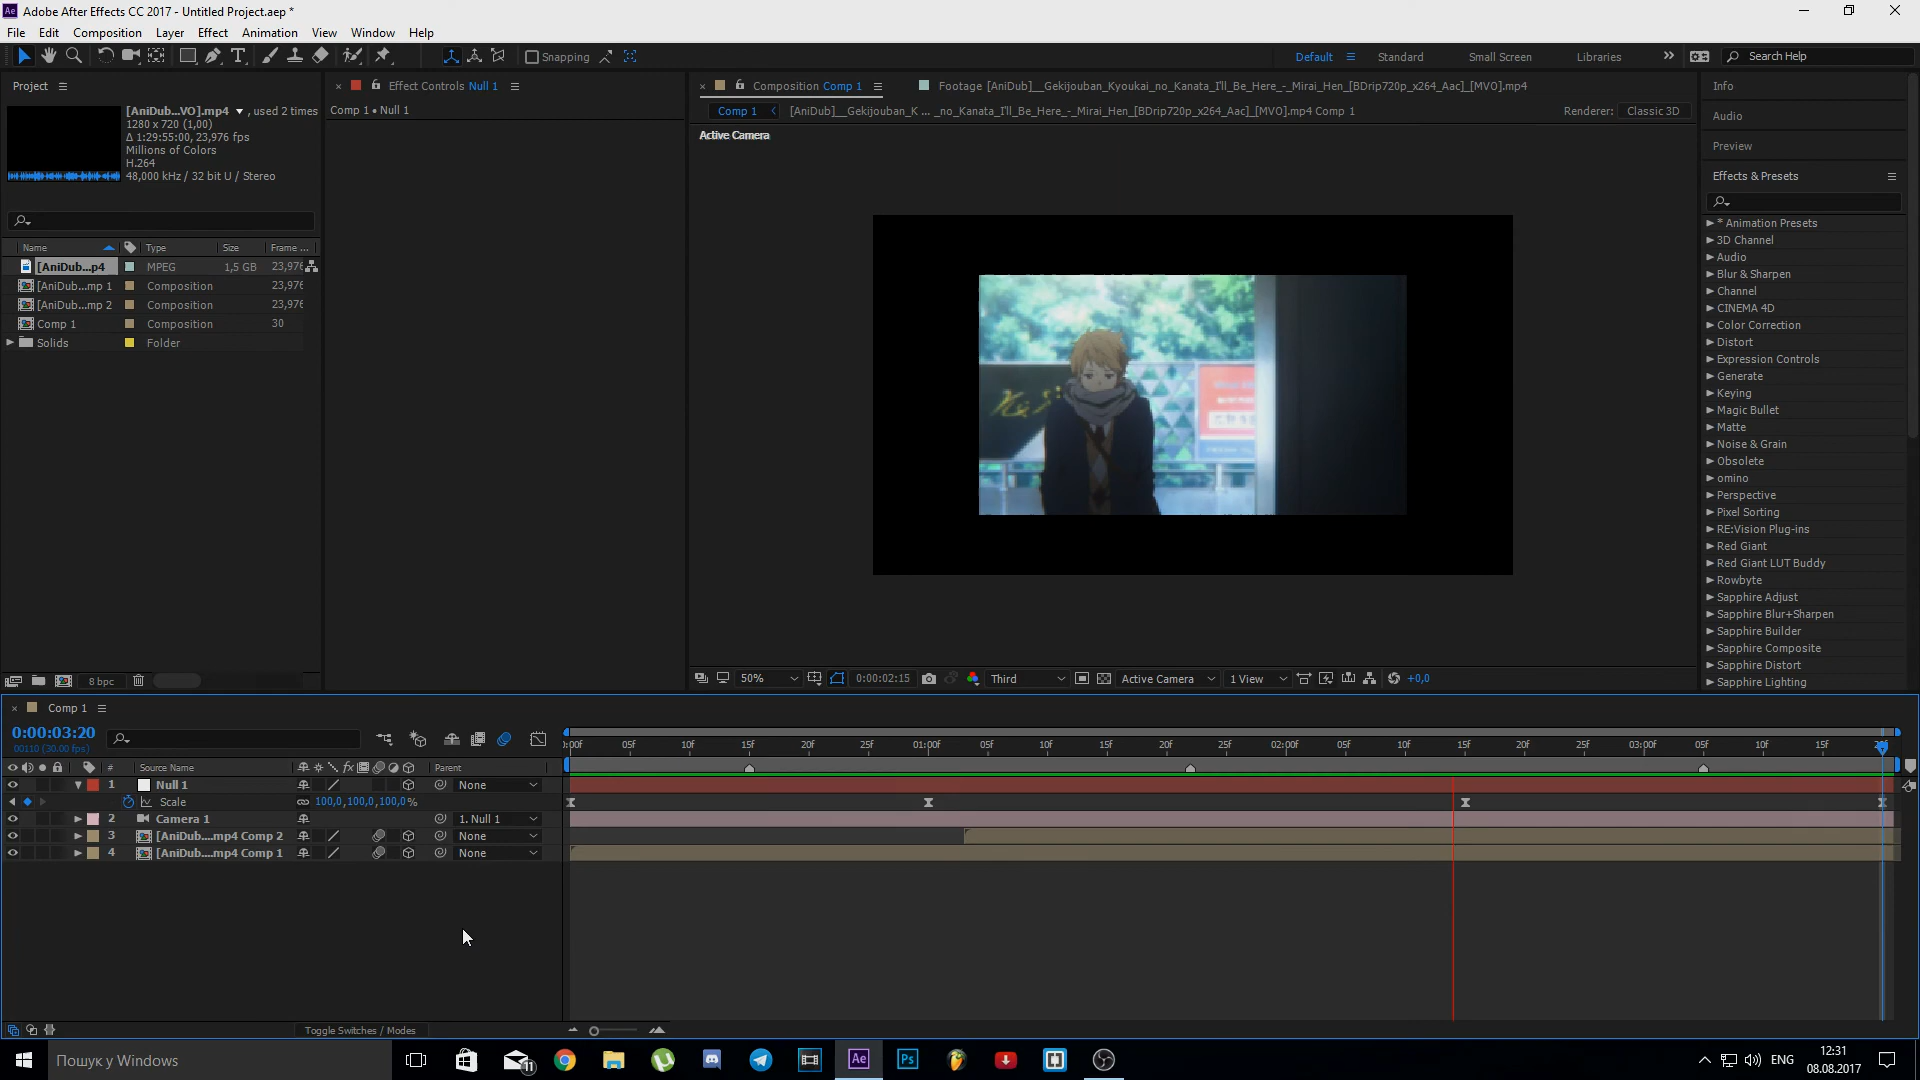 Adobe After Effects CC 2017 - Untitled Project.aep *
File Edit Composition Layer Effect Animation View Window Help
Snapping
Default Standard Small Screen Libraries Search Help
Project
[AniDub...VO].mp4 ▼ , used 2 times
1280 x 720 (1,00)
Δ 1:29:55:00, 23,976 fps
Millions of Colors
H.264
48,000 kHz / 32 bit U / Stereo
Name Type Size Frame ...
[AniDub...p4 MPEG 1,5 GB 23,976
[AniDub...mp 1 Composition 23,976
[AniDub...mp 2 Composition 23,976
Comp 1 Composition 30
Solids Folder
8 bpc
Effect Controls Null 1
Comp 1 • Null 1
Composition Comp 1
Footage [AniDub]__Gekijouban_Kyoukai_no_Kanata_I'll_Be_Here_-_Mirai_Hen_[BDrip720p_x264_Aac]_[MVO].mp4
Comp 1 [AniDub]__Gekijouban_K ... _no_Kanata_I'll_Be_Here_-_Mirai_Hen_[BDrip720p_x264_Aac]_[MVO].mp4 Comp 1
Renderer: Classic 3D
Active Camera
50% 0:00:02:15 Third Active Camera 1 View +0,0
Info
Audio
Preview
Effects & Presets
* Animation Presets
3D Channel
Audio
Blur & Sharpen
Channel
CINEMA 4D
Color Correction
Distort
Expression Controls
Generate
Keying
Magic Bullet
Matte
Noise & Grain
Obsolete
omino
Perspective
Pixel Sorting
RE:Vision Plug-ins
Red Giant
Red Giant LUT Buddy
Rowbyte
Sapphire Adjust
Sapphire Blur+Sharpen
Sapphire Builder
Sapphire Composite
Sapphire Distort
Sapphire Lighting
Comp 1
0:00:03:20
00110 (30.00 fps)
:00f 05f 10f 15f 20f 25f 01:00f 05f 10f 15f 20f 25f 02:00f 05f 10f 15f 20f 25f 03:00f 05f 10f 15f
# Source Name fx Parent
1 Null 1 None
Scale 100,0,100,0,100,0%
2 Camera 1 1. Null 1
3 [AniDub....mp4 Comp 2 None
4 [AniDub....mp4 Comp 1 None
Toggle Switches / Modes
Пошук у Windows
11
Ae
Ps
ENG
12:31
08.08.2017